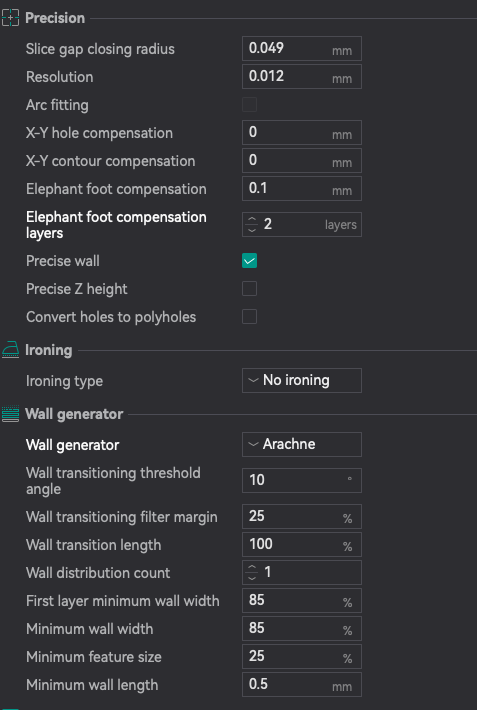 Precision
Slice gap closing radius 0.049 mm
Resolution 0.012 mm
Arc fitting
X-Y hole compensation 0 mm
X-Y contour compensation 0 mm
Elephant foot compensation 0.1 mm
Elephant foot compensation
layers 2 layers
Precise wall
Precise Z height
Convert holes to polyholes
Ironing
Ironing type No ironing
Wall generator
Wall generator Arachne
Wall transitioning threshold
angle 10 °
Wall transitioning filter margin 25 %
Wall transition length 100 %
Wall distribution count 1
First layer minimum wall width 85 %
Minimum wall width 85 %
Minimum feature size 25 %
Minimum wall length 0.5 mm